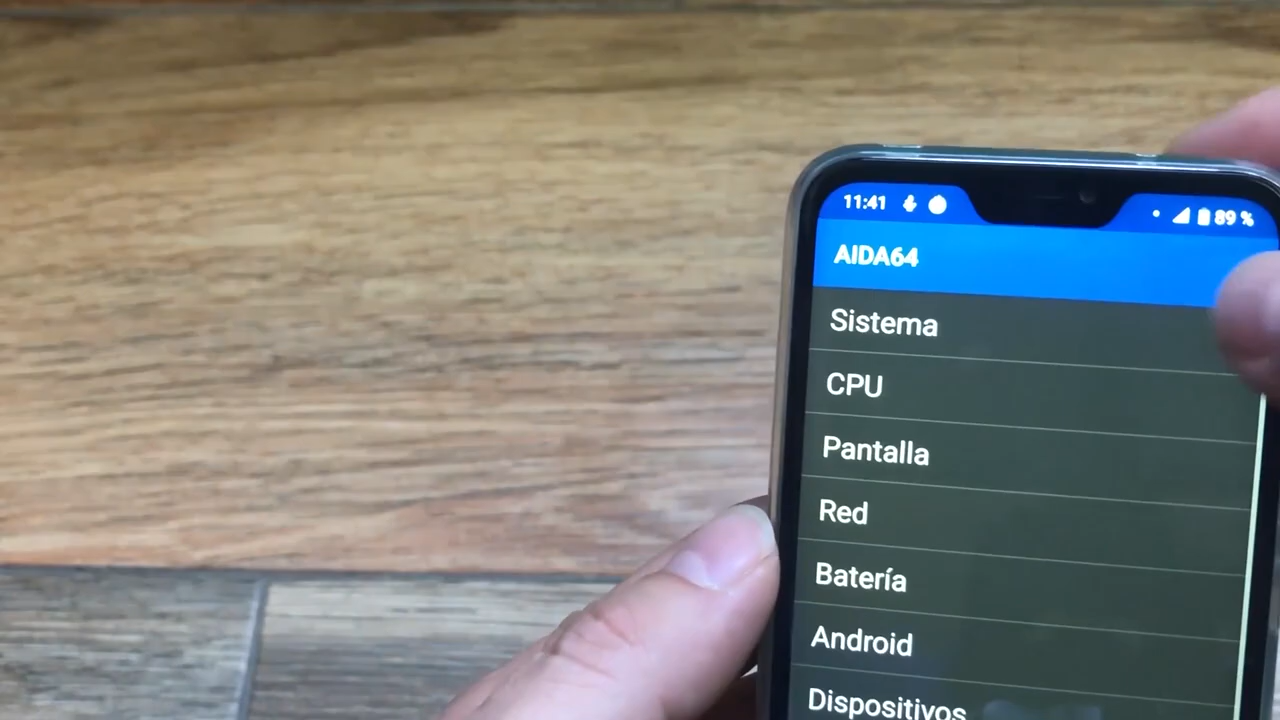 11:41 89 %
AIDA64
Sistema
CPU
Pantalla
Red
Batería
Android
Dispositivos